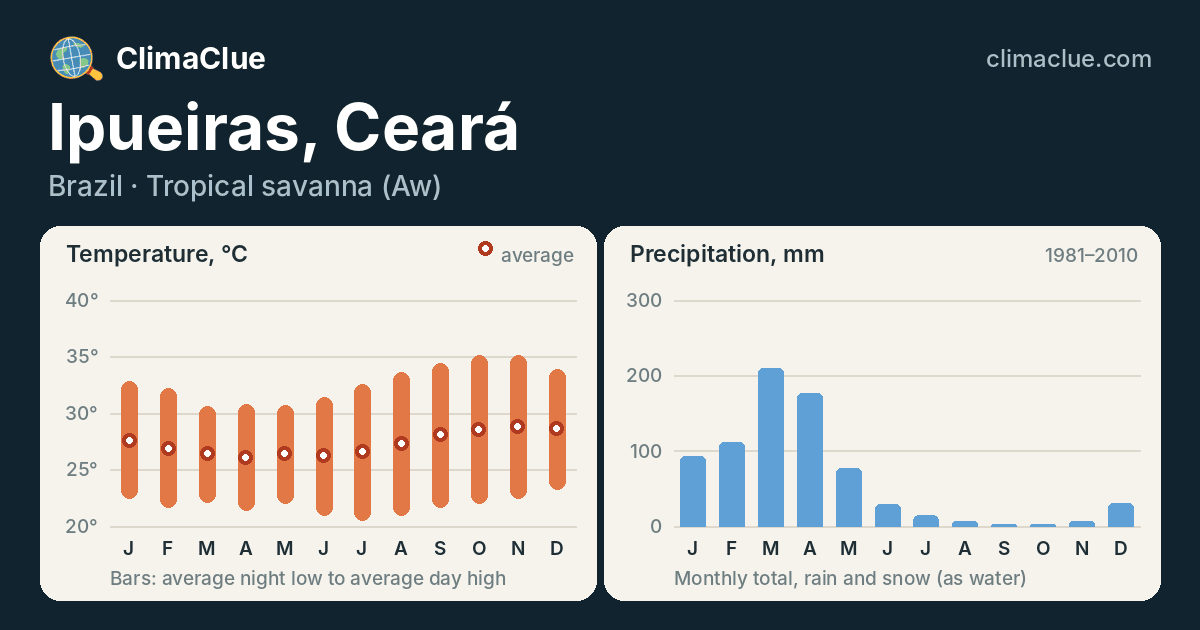 ClimaClue
climaclue.com
Ipueiras, Ceará
Brazil · Tropical savanna (Aw)
Temperature, °C
average
40°
35°
30°
25°
20°
J F M A M J J A S O N D
Bars: average night low to average day high
Precipitation, mm
1981–2010
300
200
100
0
J F M A M J J A S O N D
Monthly total, rain and snow (as water)